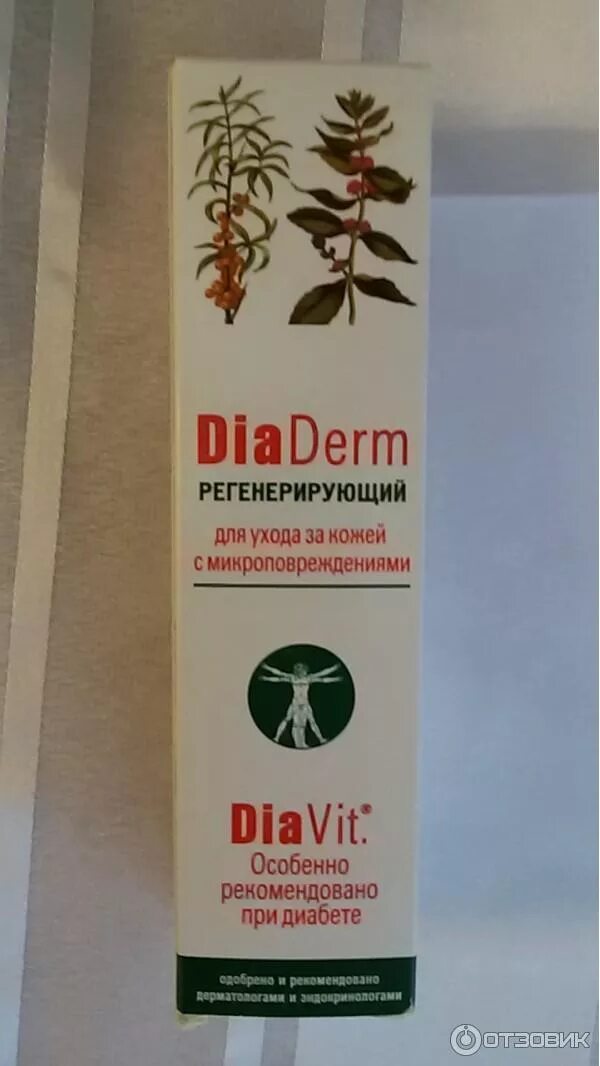 DiaDerm
РЕГЕНЕРИРУЮЩИЙ
для ухода за кожей
с микроповреждениями
DiaVit.®
Особенно
рекомендовано
при диабете
одобрено и рекомендовано
дерматологами и эндокринологами
ОТЗОВИК